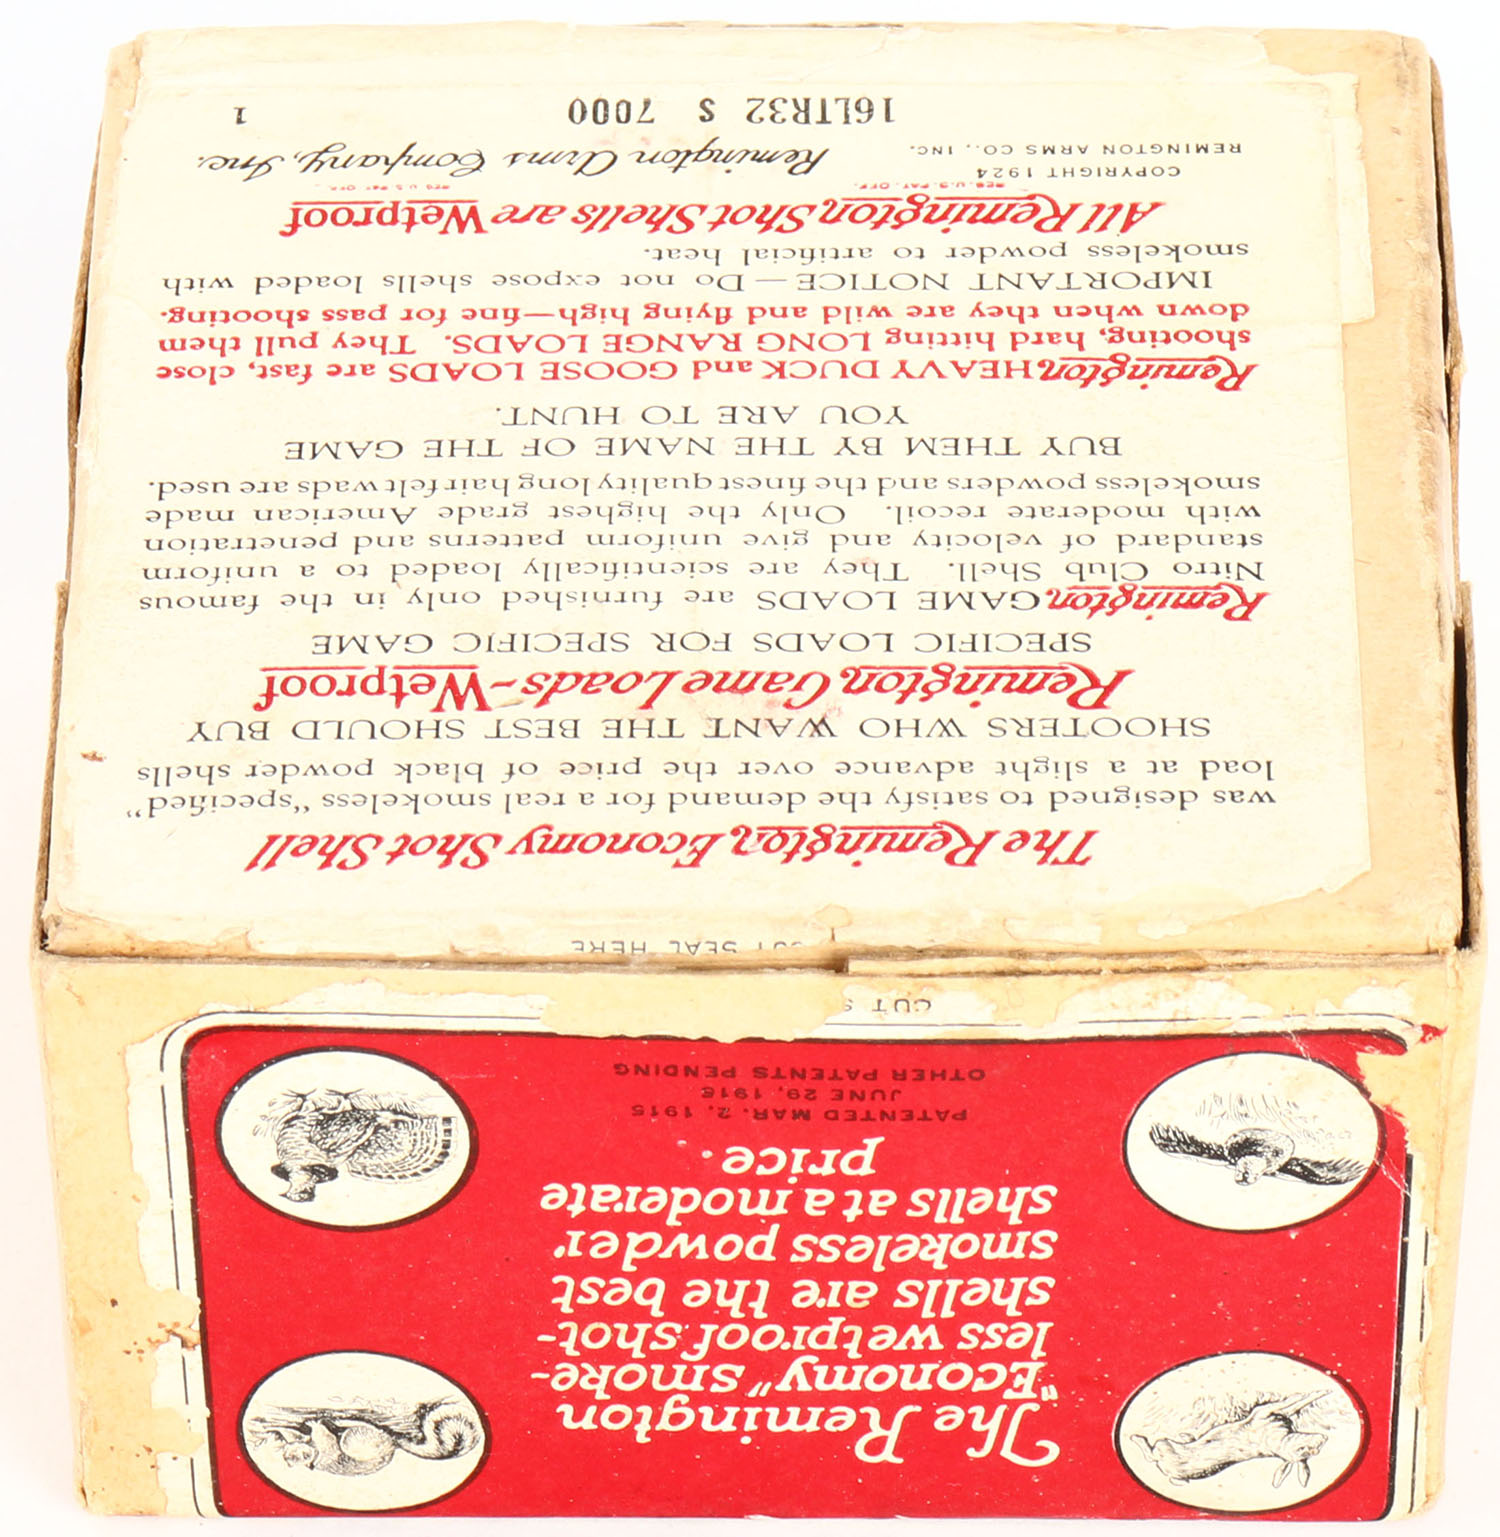 The Remington
"Economy" smoke-
less wetproof shot-
shells are the best
smokeless powder
shells at a moderate
price.
PATENTED MAR. 2, 1915
JUNE 29, 1916
OTHER PATENTS PENDING
CUT S
CUT SEAL HERE
The Remington Economy Shot Shell
was designed to satisfy the demand for a real smokeless "specified"
load at a slight advance over the price of black powder shells
SHOOTERS WHO WANT THE BEST SHOULD BUY
Remington Game Loads-Wetproof
SPECIFIC LOADS FOR SPECIFIC GAME
Remington GAME LOADS are furnished only in the famous
Nitro Club Shell. They are scientifically loaded to a uniform
standard of velocity and give uniform patterns and penetration
with moderate recoil. Only the highest grade American made
smokeless powders and the finest quality long hair felt wads are used.
BUY THEM BY THE NAME OF THE GAME
YOU ARE TO HUNT.
Remington HEAVY DUCK and GOOSE LOADS are fast, close
shooting, hard hitting LONG RANGE LOADS. They pull them
down when they are wild and flying high—fine for pass shooting.
IMPORTANT NOTICE—Do not expose shells loaded with
smokeless powder to artificial heat.
All Remington Shot Shells are Wetproof
REG. U.S. PAT. OFF. REG. U.S. PAT. OFF.
COPYRIGHT 1924
REMINGTON ARMS CO., INC.
Remington Arms Company, Inc.
16LTR32 S 7000 1